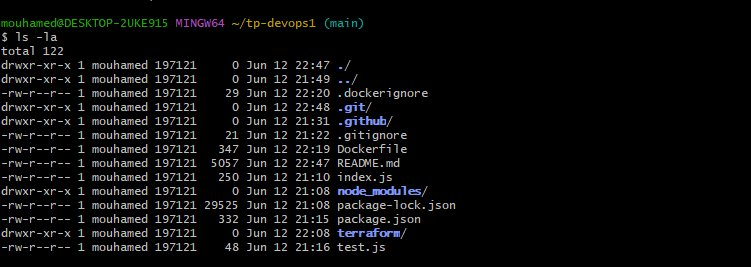 mouhamed@DESKTOP-2UKE915 MINGW64 ~/tp-devops1 (main)
$ ls -la
total 122
drwxr-xr-x 1 mouhamed 197121     0 Jun 12 22:47 ./
drwxr-xr-x 1 mouhamed 197121     0 Jun 12 21:49 ../
-rw-r--r-- 1 mouhamed 197121    29 Jun 12 22:20 .dockerignore
drwxr-xr-x 1 mouhamed 197121     0 Jun 12 22:48 .git/
drwxr-xr-x 1 mouhamed 197121     0 Jun 12 21:31 .github/
-rw-r--r-- 1 mouhamed 197121    21 Jun 12 21:22 .gitignore
-rw-r--r-- 1 mouhamed 197121   347 Jun 12 22:19 Dockerfile
-rw-r--r-- 1 mouhamed 197121  5057 Jun 12 22:47 README.md
-rw-r--r-- 1 mouhamed 197121   250 Jun 12 21:10 index.js
drwxr-xr-x 1 mouhamed 197121     0 Jun 12 21:08 node_modules/
-rw-r--r-- 1 mouhamed 197121 29525 Jun 12 21:08 package-lock.json
-rw-r--r-- 1 mouhamed 197121   332 Jun 12 21:15 package.json
drwxr-xr-x 1 mouhamed 197121     0 Jun 12 22:08 terraform/
-rw-r--r-- 1 mouhamed 197121    48 Jun 12 21:16 test.js